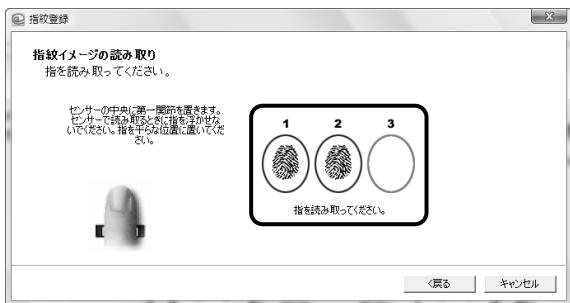 指紋登録
指紋イメージの読み取り
指を読み取ってください。
センサーの中央に第一関節を置きます。
センサーで読み取るときに指を浮かせな
いでください。指を平らな位置に置いてくだ
さい。
1 2 3
指を読み取ってください。
<戻る キャンセル